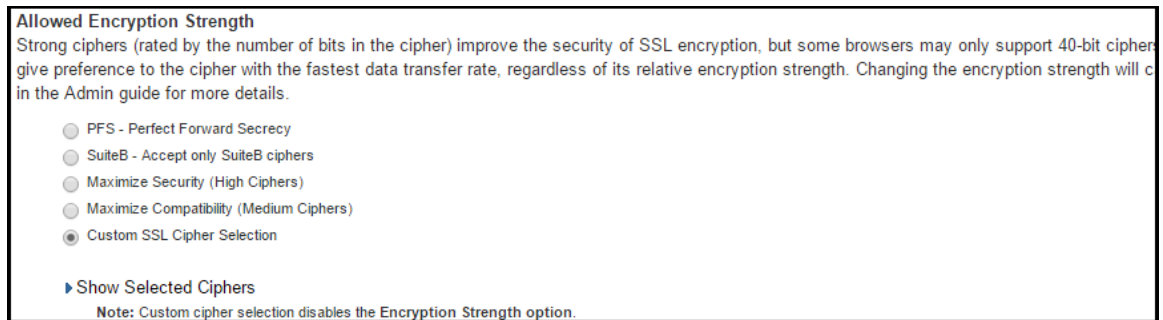 Allowed Encryption Strength
Strong ciphers (rated by the number of bits in the cipher) improve the security of SSL encryption, but some browsers may only support 40-bit ciphers
give preference to the cipher with the fastest data transfer rate, regardless of its relative encryption strength. Changing the encryption strength will c
in the Admin guide for more details.
PFS - Perfect Forward Secrecy
SuiteB - Accept only SuiteB ciphers
Maximize Security (High Ciphers)
Maximize Compatibility (Medium Ciphers)
Custom SSL Cipher Selection
Show Selected Ciphers
Note: Custom cipher selection disables the Encryption Strength option.